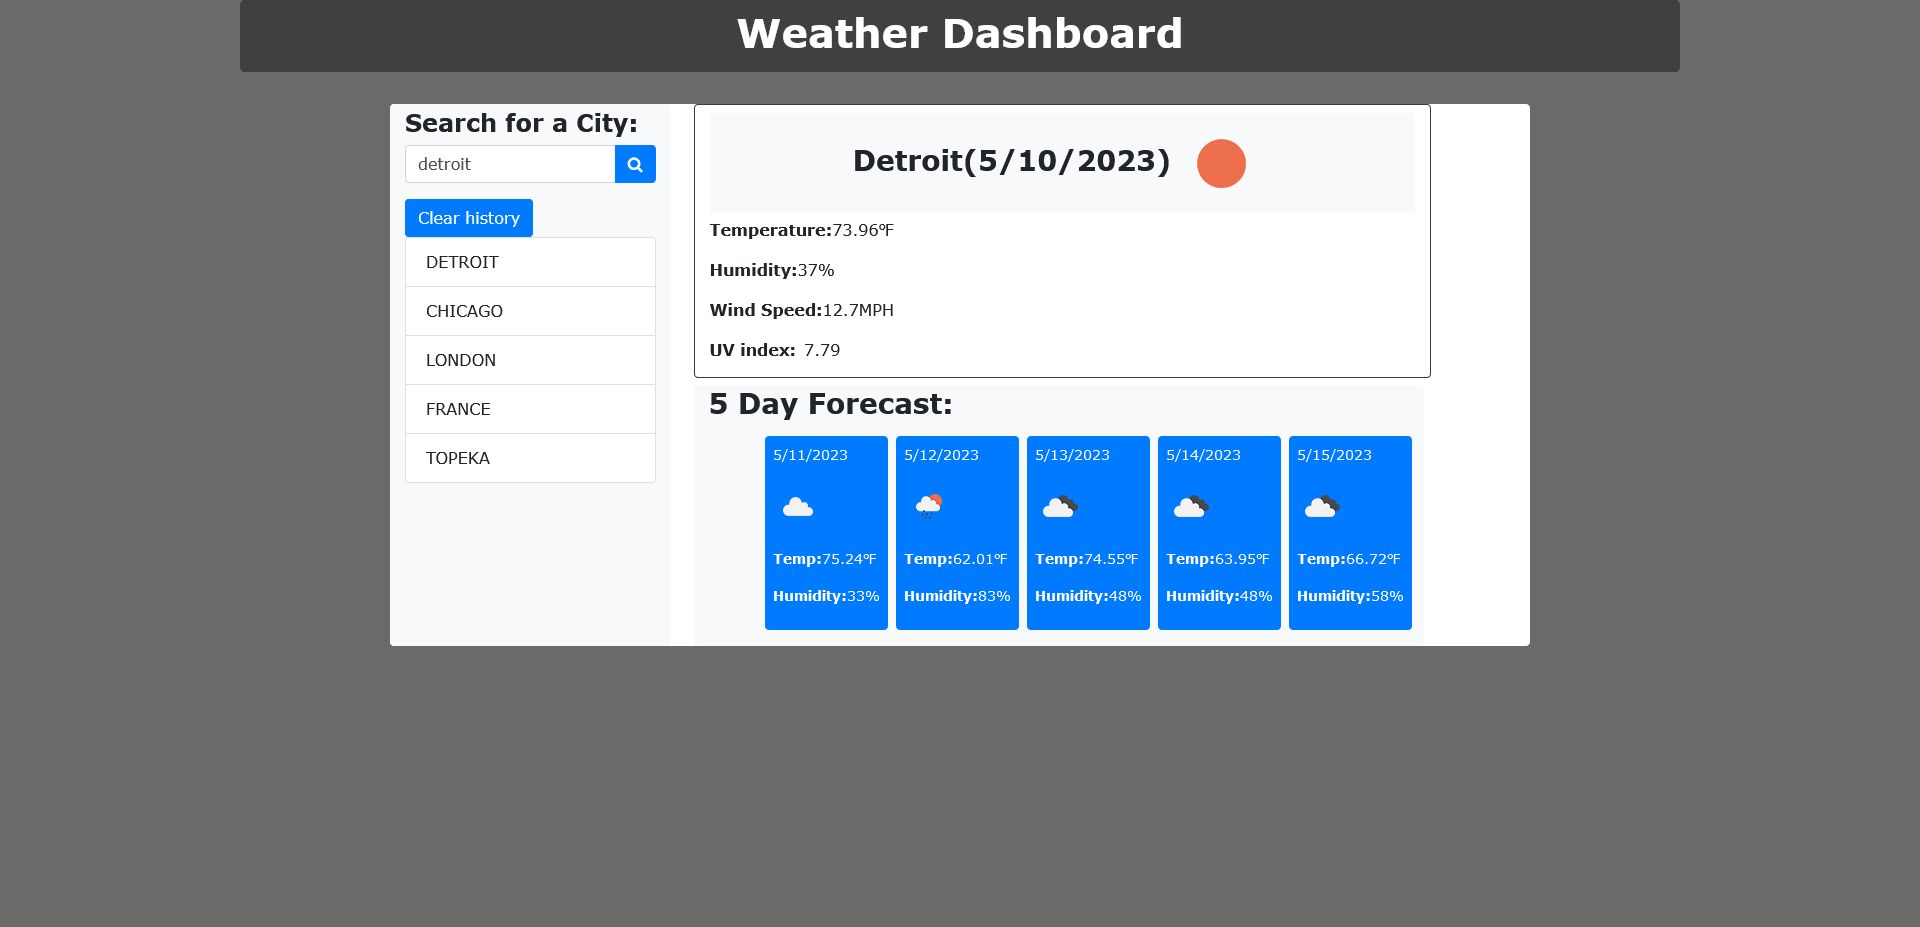 Weather Dashboard
Search for a City:
detroit
Clear history
DETROIT
CHICAGO
LONDON
FRANCE
TOPEKA
Detroit(5/10/2023)
Temperature:73.96°F
Humidity:37%
Wind Speed:12.7MPH
UV index: 7.79
5 Day Forecast:
5/11/2023
Temp:75.24°F
Humidity:33%
5/12/2023
Temp:62.01°F
Humidity:83%
5/13/2023
Temp:74.55°F
Humidity:48%
5/14/2023
Temp:63.95°F
Humidity:48%
5/15/2023
Temp:66.72°F
Humidity:58%